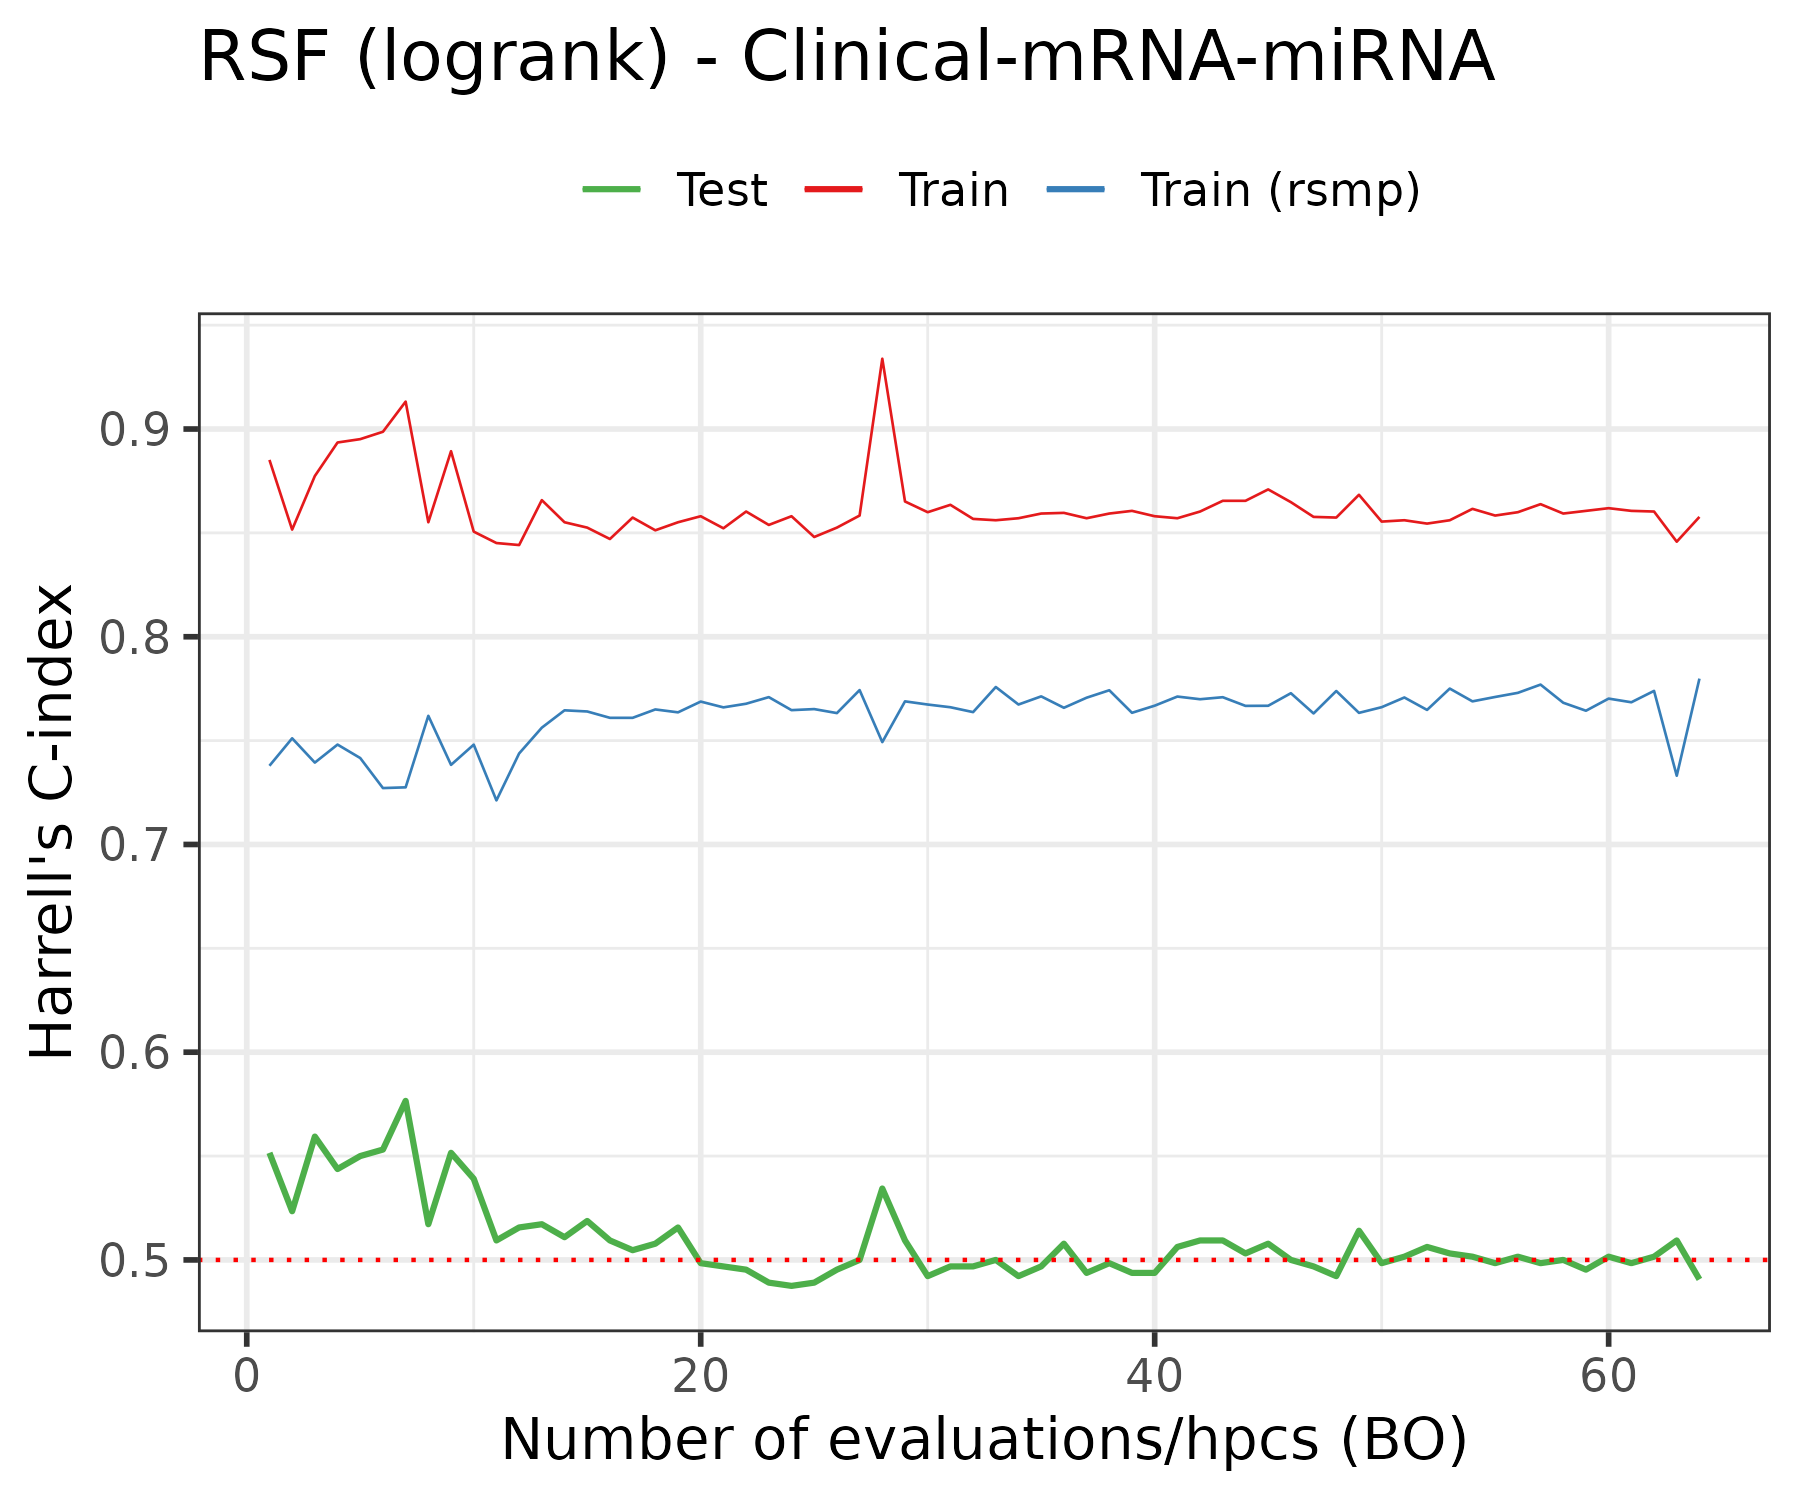 RSF (logrank) - Clinical-mRNA-miRNA
Test Train Train (rsmp)
Harrell's C-index
0.9
0.8
0.7
0.6
0.5
0 20 40 60
Number of evaluations/hpcs (BO)